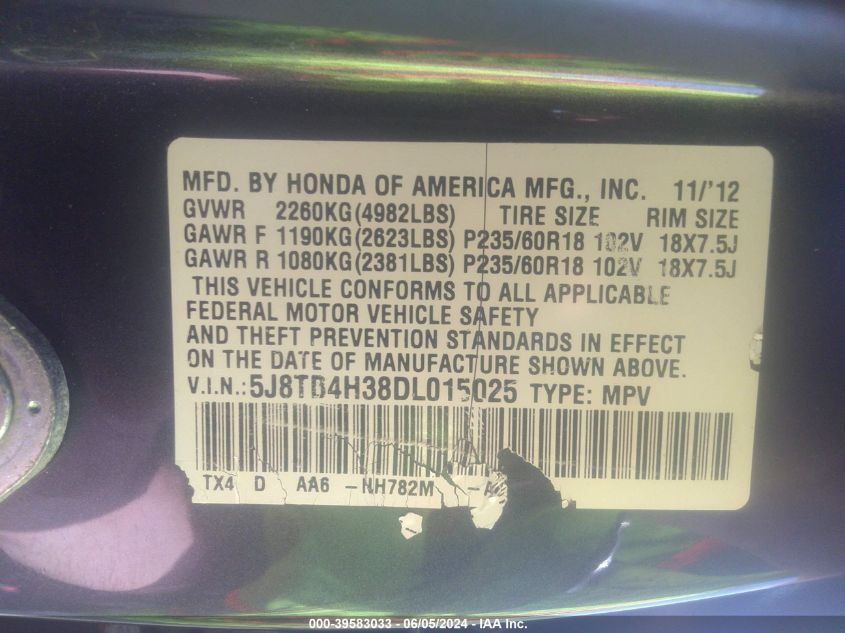 MFD. BY HONDA OF AMERICA MFG., INC. 11/'12
GVWR 2260KG(4982LBS) TIRE SIZE RIM SIZE
GAWR F 1190KG(2623LBS) P235/60R18 102V 18X7.5J
GAWR R 1080KG(2381LBS) P235/60R18 102V 18X7.5J
THIS VEHICLE CONFORMS TO ALL APPLICABLE
FEDERAL MOTOR VEHICLE SAFETY
AND THEFT PREVENTION STANDARDS IN EFFECT
ON THE DATE OF MANUFACTURE SHOWN ABOVE.
V.I.N.: 5J8TB4H38DL015025 TYPE: MPV
TX4 D AA6 -NH782M
000-39583033 - 06/05/2024 - IAA Inc.